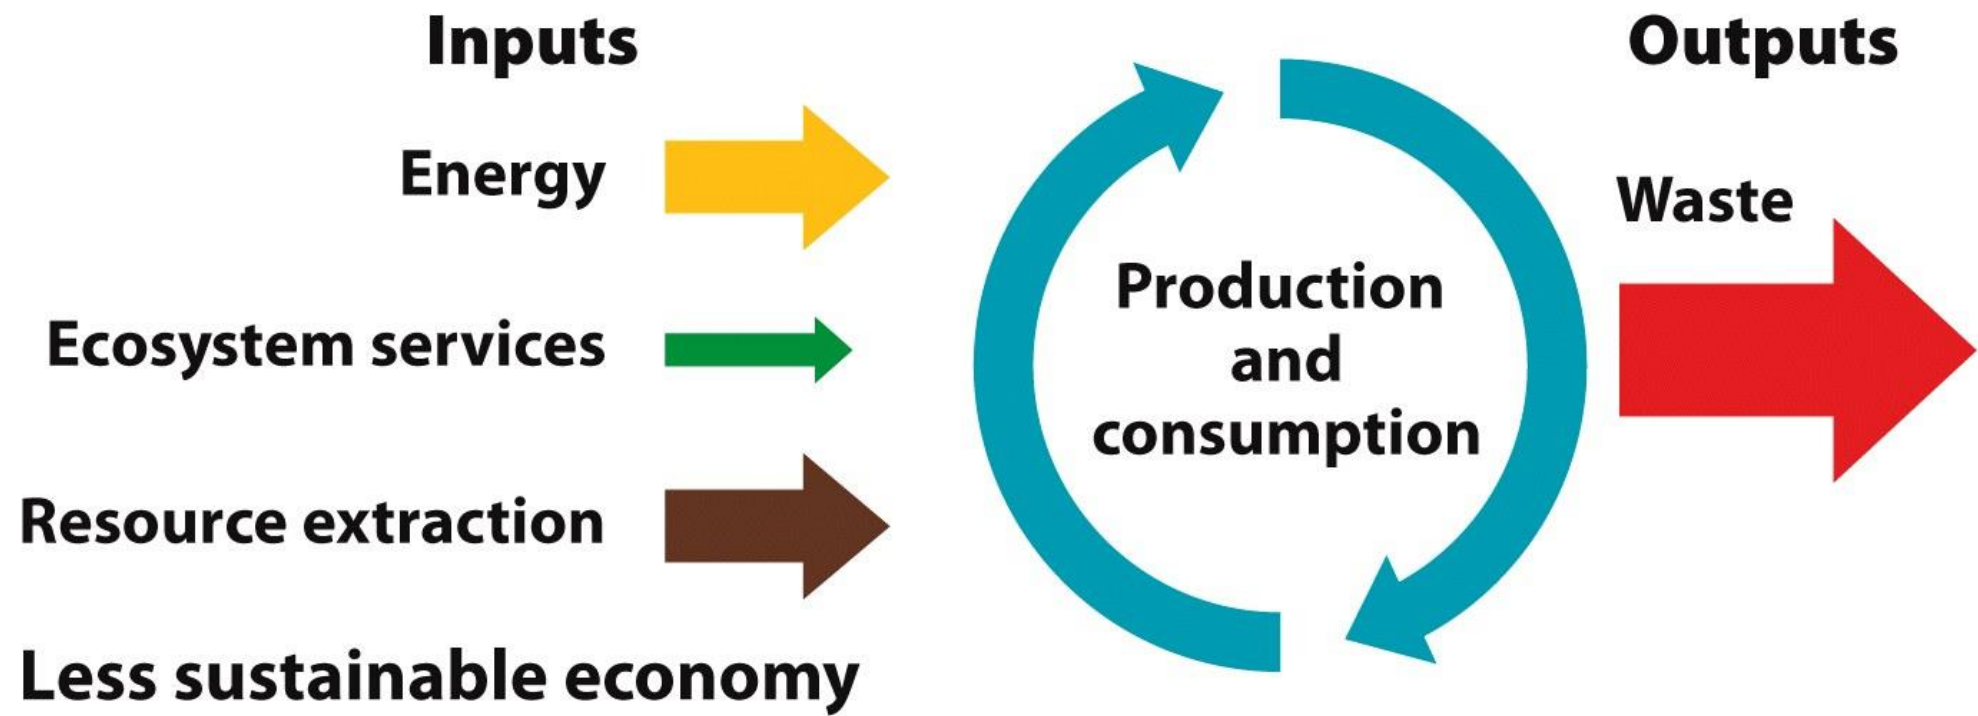 Inputs
Outputs
Energy
Waste
Ecosystem services
Resource extraction
Production
and
consumption
Less sustainable economy